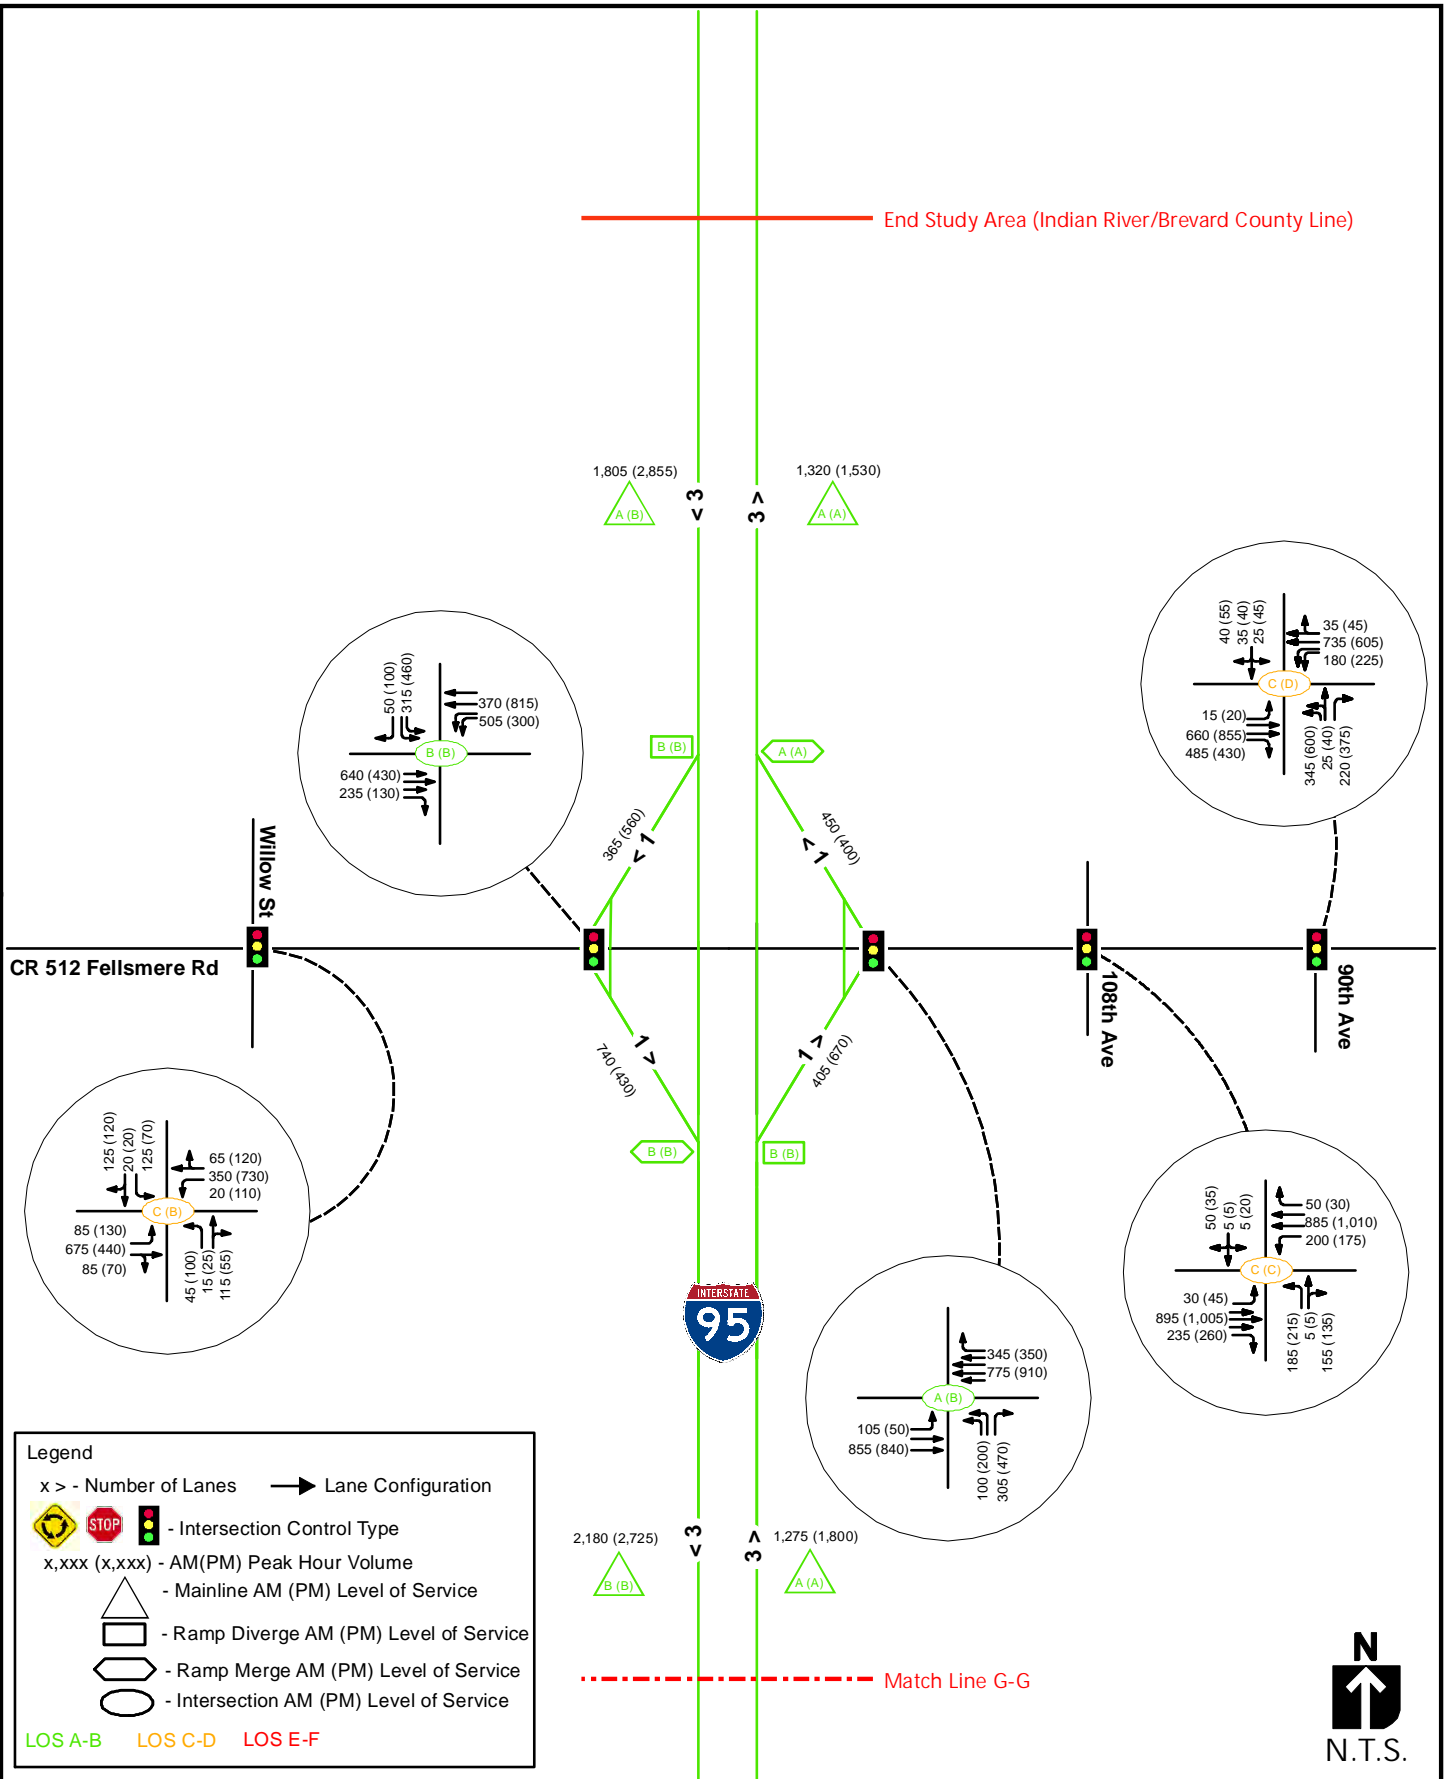 End Study Area (Indian River/Brevard County Line)
1,805 (2,855)
1,320 (1,530)
A (B)
< 3
3 >
A (A)
40 (55)
35 (40)
25 (45)
35 (45)
735 (605)
180 (225)
C (D)
15 (20)
660 (855)
485 (430)
345 (600)
25 (40)
220 (375)
50 (100)
315 (460)
370 (815)
505 (300)
B (B)
640 (430)
235 (130)
B (B)
A (A)
365 (560)
< 1
450 (400)
< 1
Willow St
CR 512 Fellsmere Rd
108th Ave
90th Ave
740 (430)
1 >
405 (670)
1 >
B (B)
B (B)
125 (120)
20 (20)
125 (70)
65 (120)
350 (730)
20 (110)
C (B)
85 (130)
675 (440)
85 (70)
45 (100)
15 (25)
115 (55)
50 (35)
5 (5)
5 (20)
50 (30)
885 (1,010)
200 (175)
C (C)
30 (45)
895 (1,005)
235 (260)
185 (215)
5 (5)
155 (135)
INTERSTATE
95
345 (350)
775 (910)
A (B)
105 (50)
855 (840)
100 (200)
305 (470)
2,180 (2,725)
1,275 (1,800)
B (B)
< 3
3 >
A (A)
Match Line G-G
Legend
x > - Number of Lanes
Lane Configuration
STOP
- Intersection Control Type
x,xxx (x,xxx) - AM(PM) Peak Hour Volume
- Mainline AM (PM) Level of Service
- Ramp Diverge AM (PM) Level of Service
- Ramp Merge AM (PM) Level of Service
- Intersection AM (PM) Level of Service
LOS A-B
LOS C-D
LOS E-F
N
N.T.S.